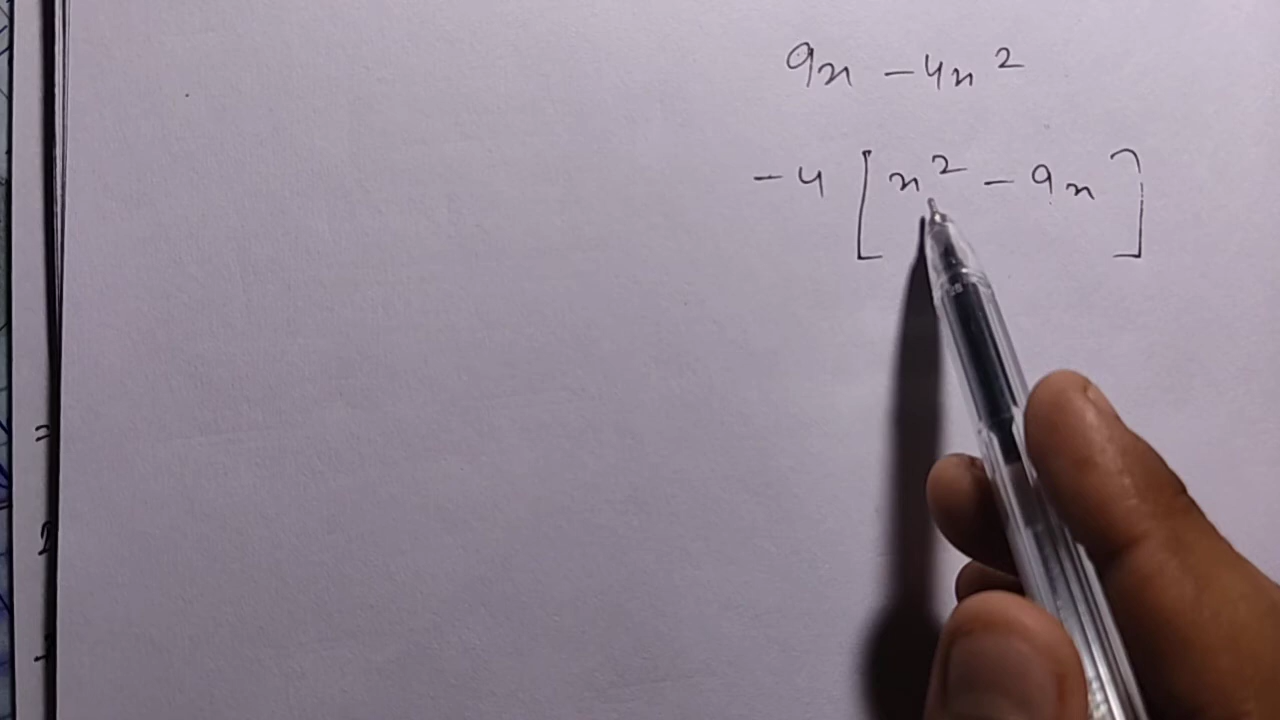 9x - 4x²
-4 [x² - 9x]